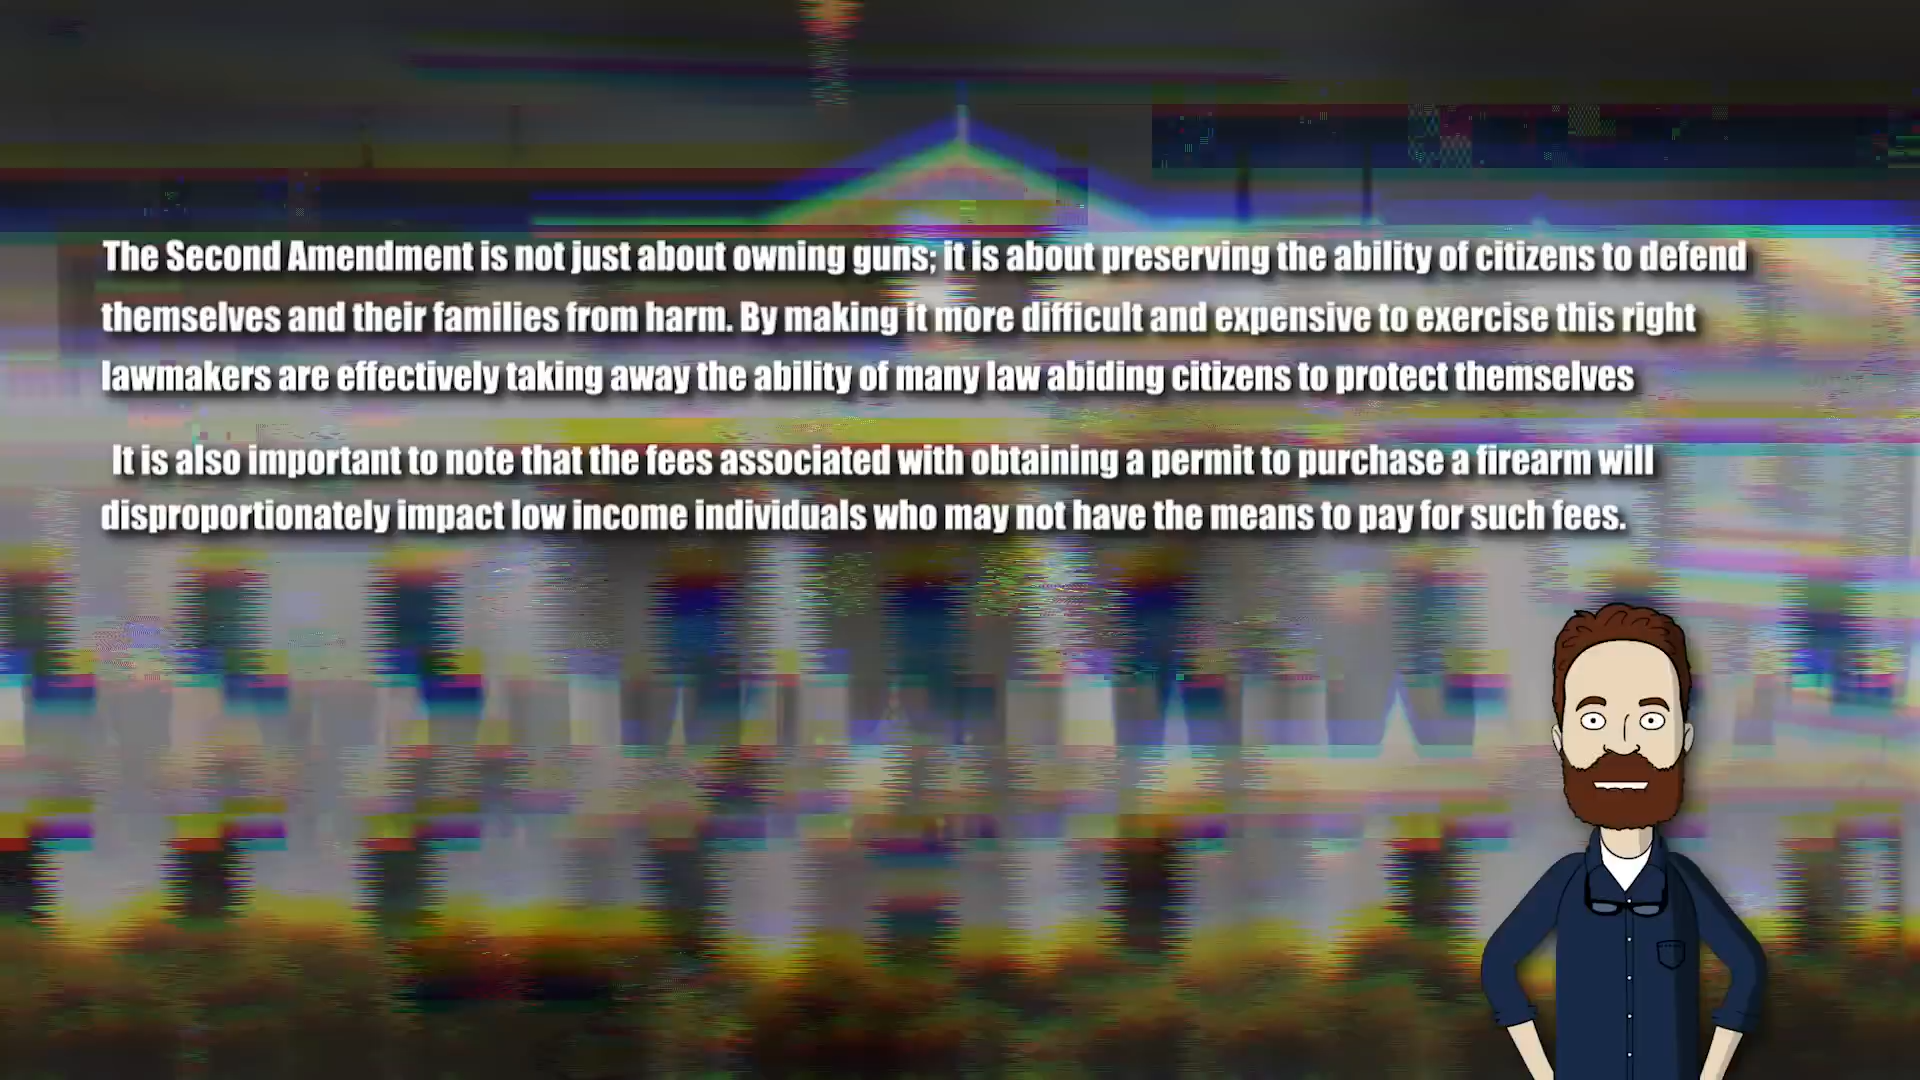 The Second Amendment is not just about owning guns; it is about preserving the ability of citizens to defend
themselves and their families from harm. By making it more difficult and expensive to exercise this right
lawmakers are effectively taking away the ability of many law abiding citizens to protect themselves
It is also important to note that the fees associated with obtaining a permit to purchase a firearm will
disproportionately impact low income individuals who may not have the means to pay for such fees.